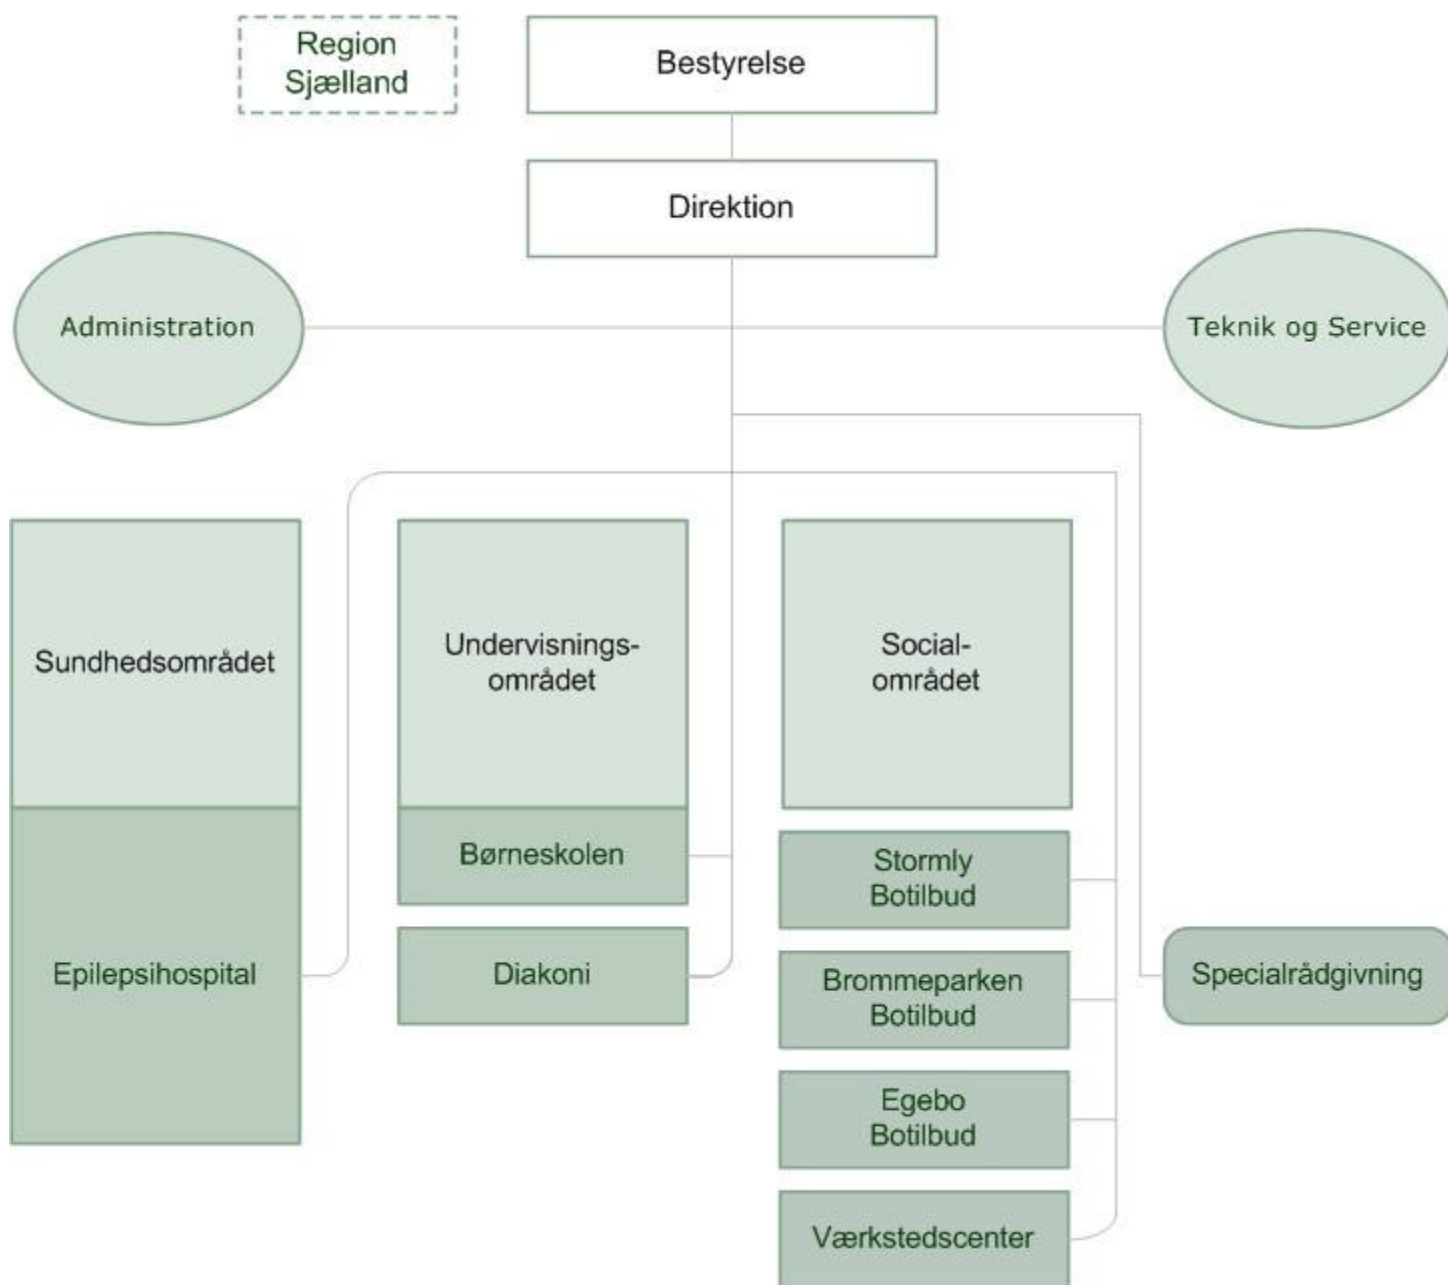 Region
Sjælland
Bestyrelse
Direktion
Administration
Teknik og Service
Sundhedsområdet
Undervisnings-
området
Social-
området
Epilepsihospital
Børneskolen
Diakoni
Stormly
Botilbud
Brommeparken
Botilbud
Egebo
Botilbud
Værkstedscenter
Specialrådgivning